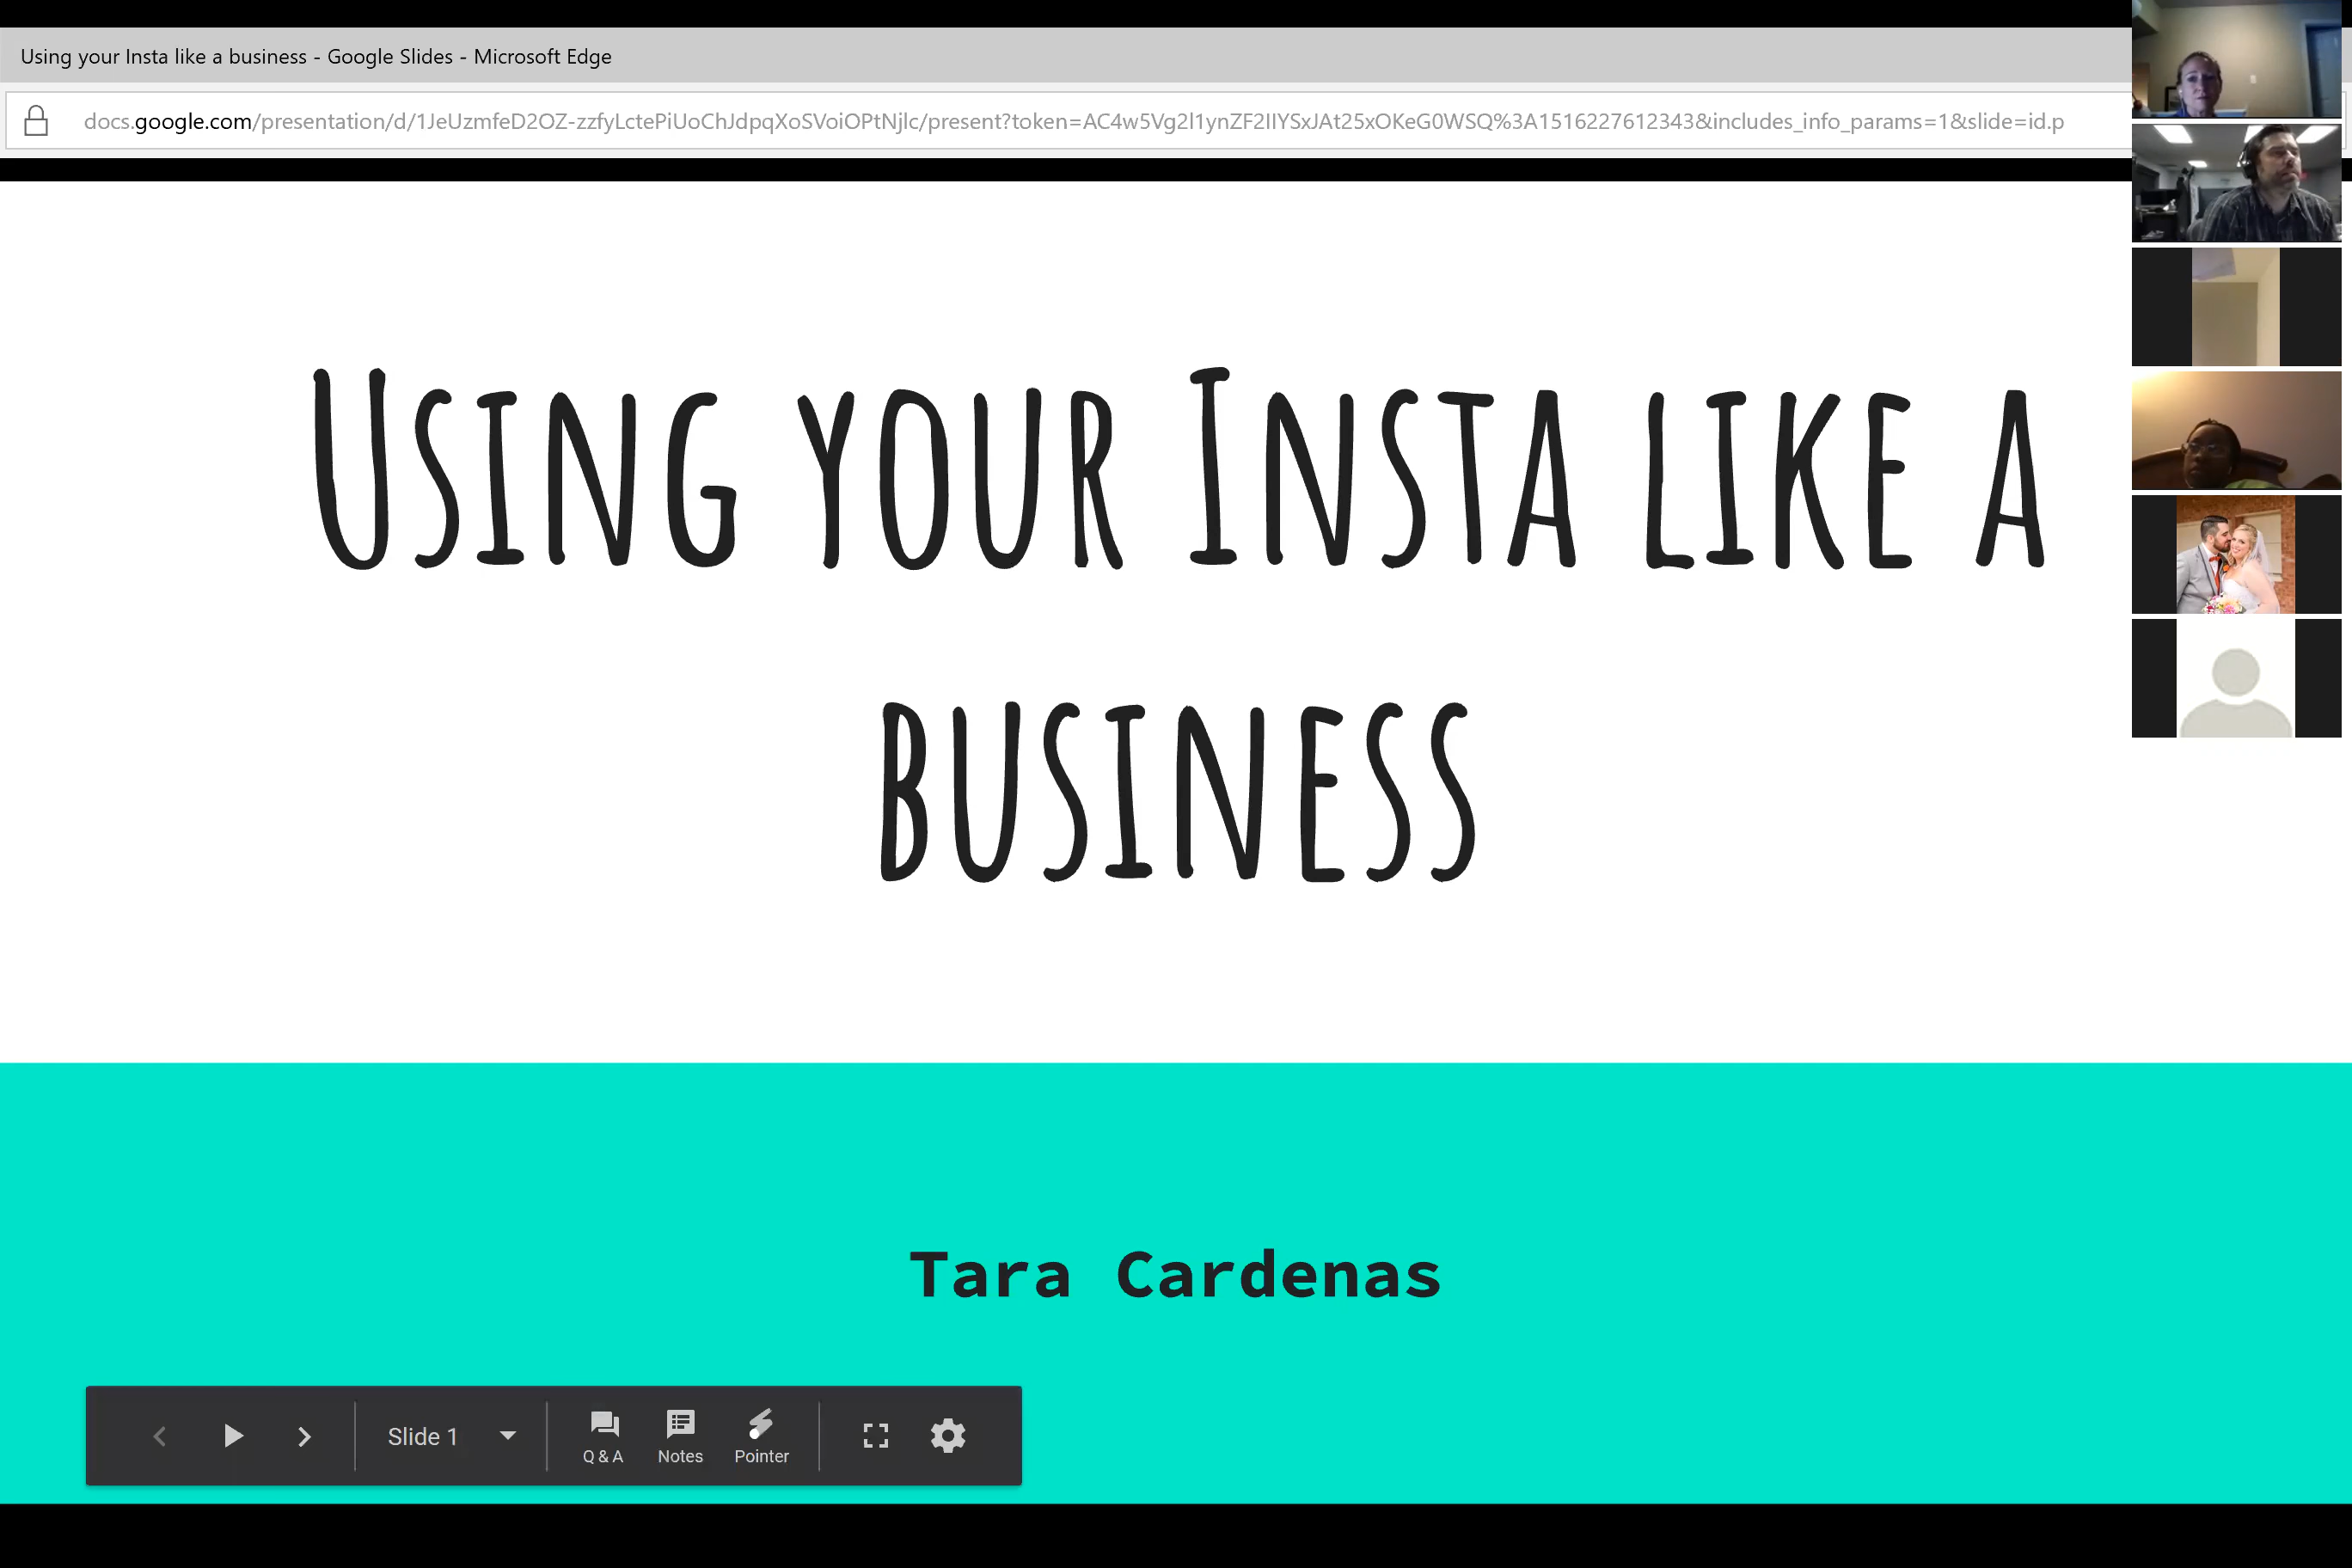 Using your Insta like a business - Google Slides - Microsoft Edge
docs.google.com/presentation/d/1JeUzmfeD2OZ-zzfyLctePiUoChJdpqXoSVoiOPtNjlc/present?token=AC4w5Vg2l1ynZF2IIYSxJAt25xOKeG0WSQ%3A1516227612343&includes_info_params=1&slide=id.p
Using your Insta like a
business
Tara Cardenas
Slide 1
Q & A Notes Pointer